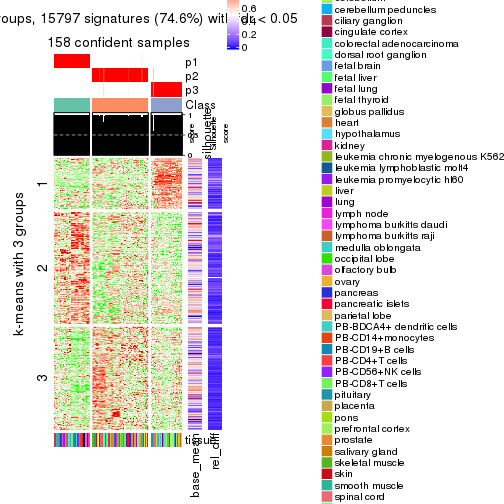 roups, 15797 signatures (74.6%) with fdr < 0.05
158 confident samples
p1
p2
p3
Class
1
0.5
0
silhouette
score
k-means with 3 groups
1
2
3
tissue
base_mean
rel_diff
0.6
0.4
0.2
0
cerebellum peduncles
ciliary ganglion
cingulate cortex
colorectal adenocarcinoma
dorsal root ganglion
fetal brain
fetal liver
fetal lung
fetal thyroid
globus pallidus
heart
hypothalamus
kidney
leukemia chronic myelogenous K562
leukemia lymphoblastic molt4
leukemia promyelocytic hl60
liver
lung
lymph node
lymphoma burkitts daudi
lymphoma burkitts raji
medulla oblongata
occipital lobe
olfactory bulb
ovary
pancreas
pancreatic islets
parietal lobe
PB-BDCA4+ dendritic cells
PB-CD14+monocytes
PB-CD19+B cells
PB-CD4+T cells
PB-CD56+NK cells
PB-CD8+T cells
pituitary
placenta
pons
prefrontal cortex
prostate
salivary gland
skeletal muscle
skin
smooth muscle
spinal cord